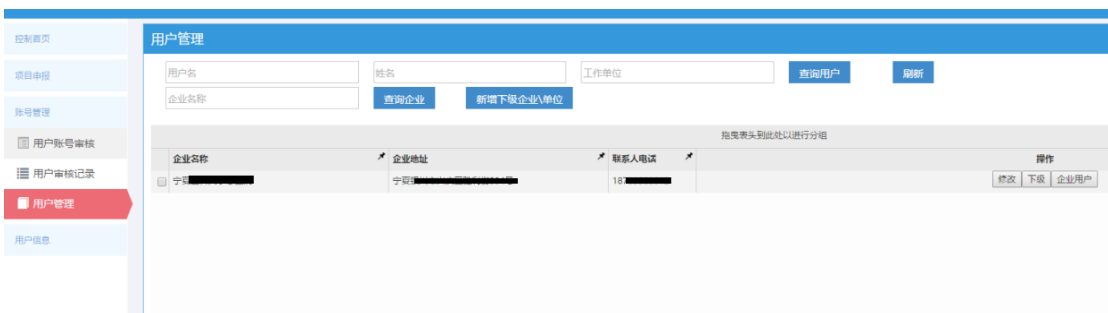 控制首页
项目申报
账号管理
用户账号审核
用户审核记录
用户管理
用户信息
用户管理
用户名 姓名 工作单位 查询用户 刷新
企业名称 查询企业 新增下级企业\单位
拖曳表头到此处以进行分组
企业名称 企业地址 联系人电话 操作
宁夏 宁夏 187 修改 下级 企业用户